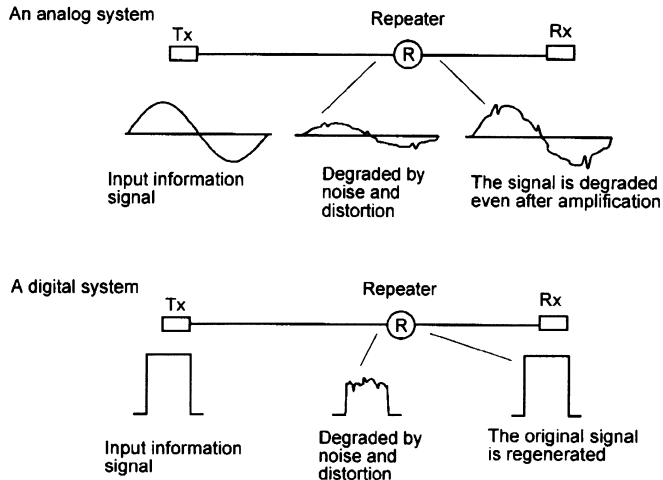 An analog system
Repeater
Tx
Rx
R
Input information
signal
Degraded by
noise and
distortion
The signal is degraded
even after amplification
A digital system
Repeater
Tx
Rx
R
Input information
signal
Degraded by
noise and
distortion
The original signal
is regenerated